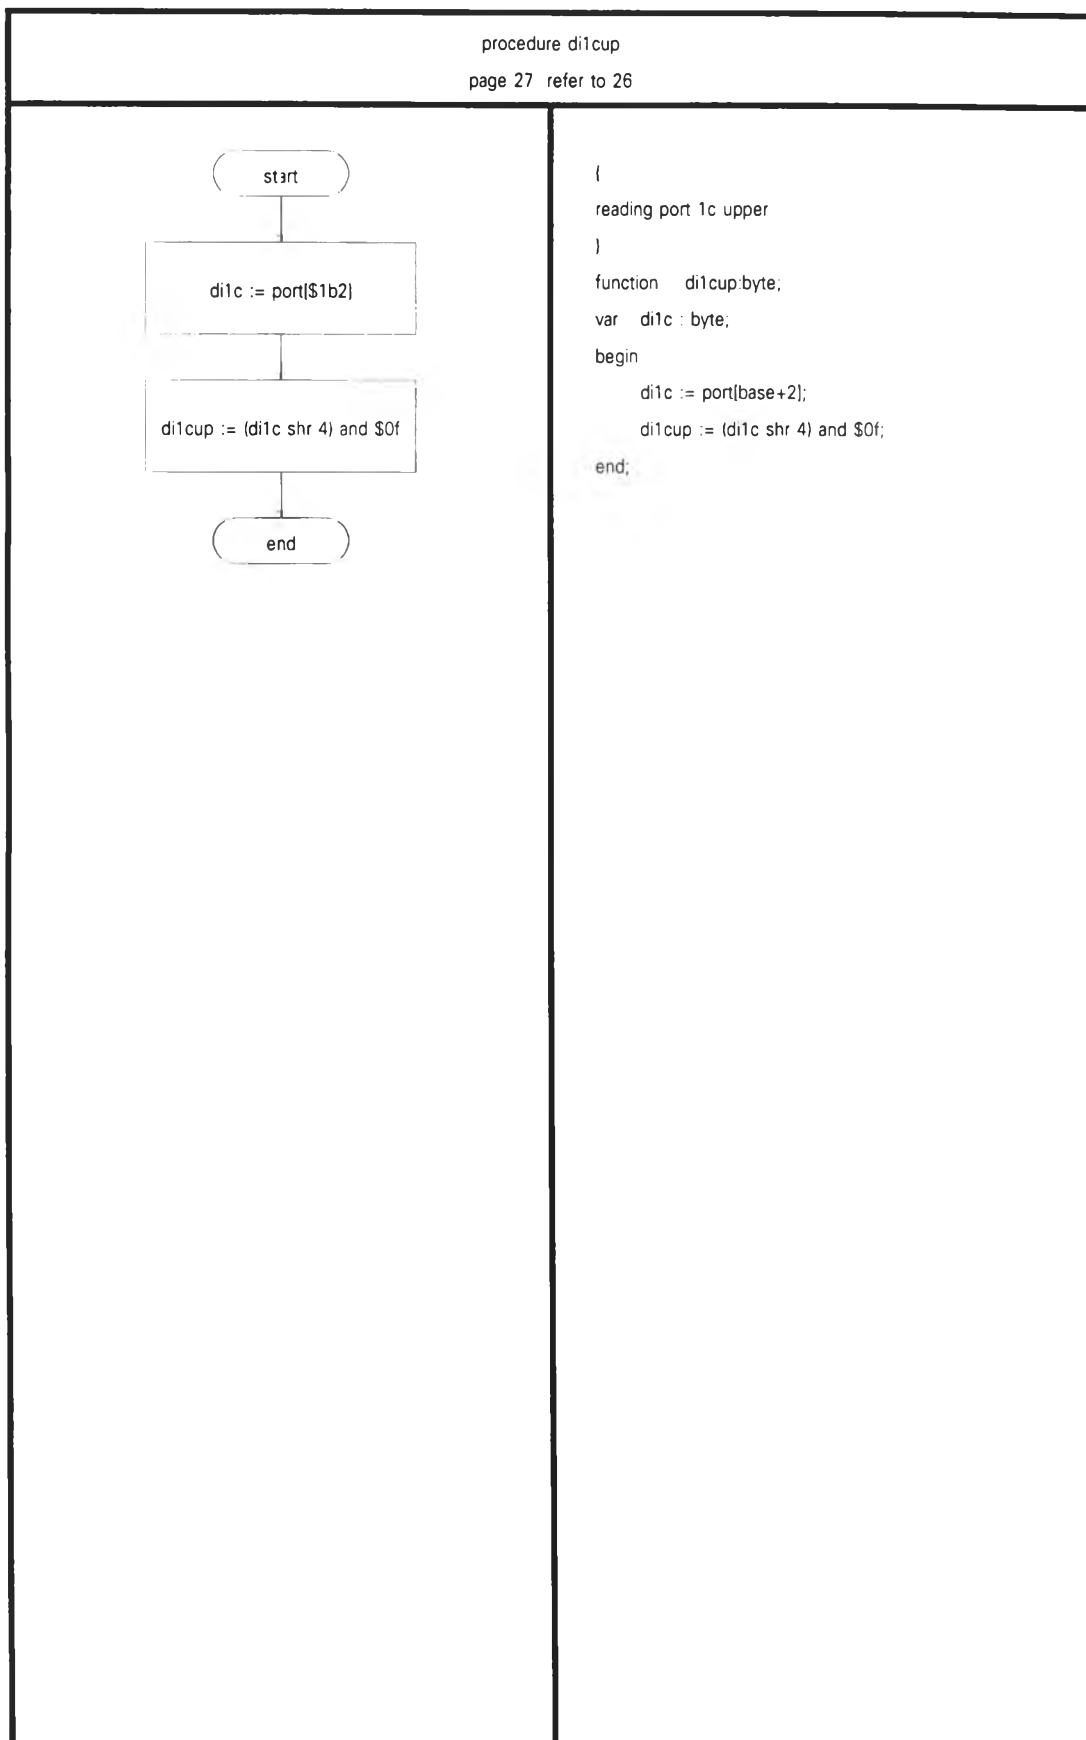 procedure di1cup
page 27 refer to 26
start
di1c := port[$1b2]
di1cup := (di1c shr 4) and $0f
end
{
reading port 1c upper
}
function di1cup:byte;
var di1c : byte;
begin
di1c := port[base+2];
di1cup := (di1c shr 4) and $0f;
end;